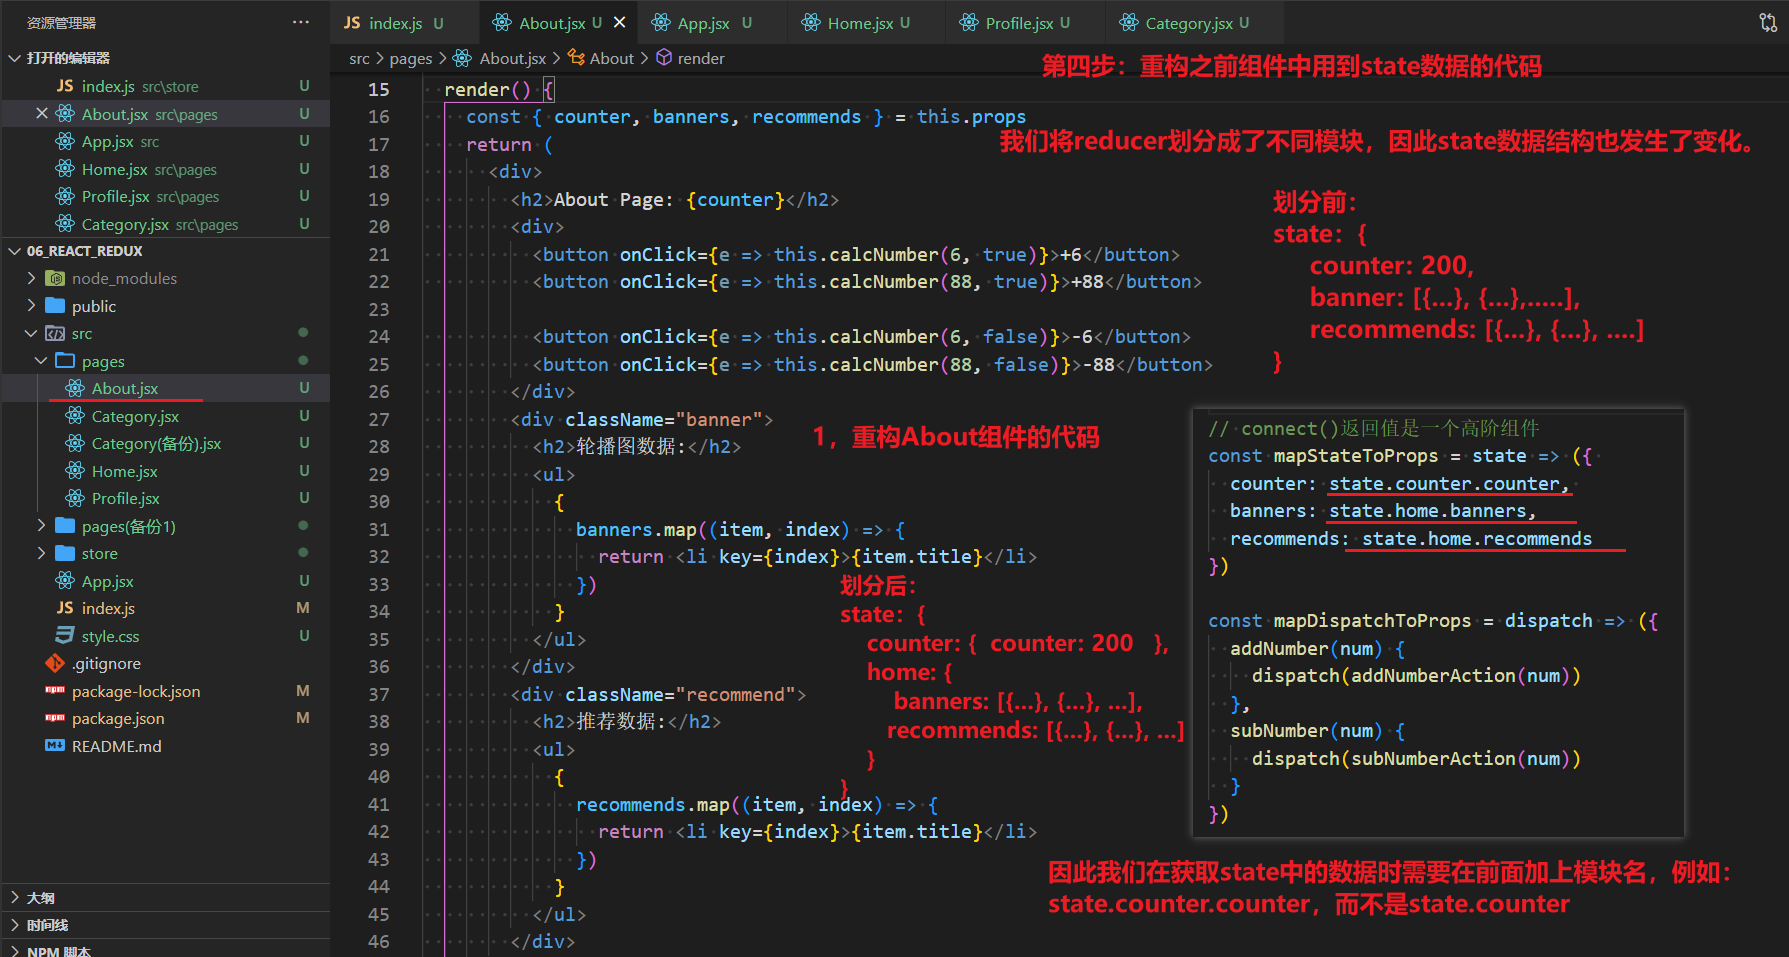 资源管理器
打开的编辑器
index.js src\store U
About.jsx src\pages U
App.jsx src U
Home.jsx src\pages U
Profile.jsx src\pages U
Category.jsx src\pages U
06_REACT_REDUX
node_modules
public
src
pages
About.jsx U
Category.jsx U
Category(备份).jsx U
Home.jsx U
Profile.jsx U
pages(备份1)
store
App.jsx U
JS index.js M
style.css U
.gitignore
package-lock.json M
package.json M
README.md
大纲
时间线
NPM 脚本
JS index.js U About.jsx U App.jsx U Home.jsx U Profile.jsx U Category.jsx U
src > pages > About.jsx > About > render
第四步：重构之前组件中用到state数据的代码
15 render() {
16 const { counter, banners, recommends } = this.props
17 return (
18 <div>
19 <h2>About Page: {counter}</h2>
20 <div>
21 <button onClick={e => this.calcNumber(6, true)}>+6</button>
22 <button onClick={e => this.calcNumber(88, true)}>+88</button>
23
24 <button onClick={e => this.calcNumber(6, false)}>-6</button>
25 <button onClick={e => this.calcNumber(88, false)}>-88</button>
26 </div>
27 <div className="banner">
28 <h2>轮播图数据:</h2>
29 <ul>
30 {
31 banners.map((item, index) => {
32 return <li key={index}>{item.title}</li>
33 })
34 }
35 </ul>
36 </div>
37 <div className="recommend">
38 <h2>推荐数据:</h2>
39 <ul>
40 {
41 recommends.map((item, index) => {
42 return <li key={index}>{item.title}</li>
43 })
44 }
45 </ul>
46 </div>
我们将reducer划分成了不同模块，因此state数据结构也发生了变化。
划分前：
state：{
counter: 200,
banner: [{...}, {...},.....],
recommends: [{...}, {...}, ....]
}
1，重构About组件的代码
划分后：
state：{
counter: { counter: 200 },
home: {
banners: [{...}, {...}, ...],
recommends: [{...}, {...}, ...]
}
}
// connect()返回值是一个高阶组件
const mapStateToProps = state => ({
counter: state.counter.counter,
banners: state.home.banners,
recommends: state.home.recommends
})
const mapDispatchToProps = dispatch => ({
addNumber(num) {
dispatch(addNumberAction(num))
},
subNumber(num) {
dispatch(subNumberAction(num))
}
})
因此我们在获取state中的数据时需要在前面加上模块名，例如：
state.counter.counter，而不是state.counter